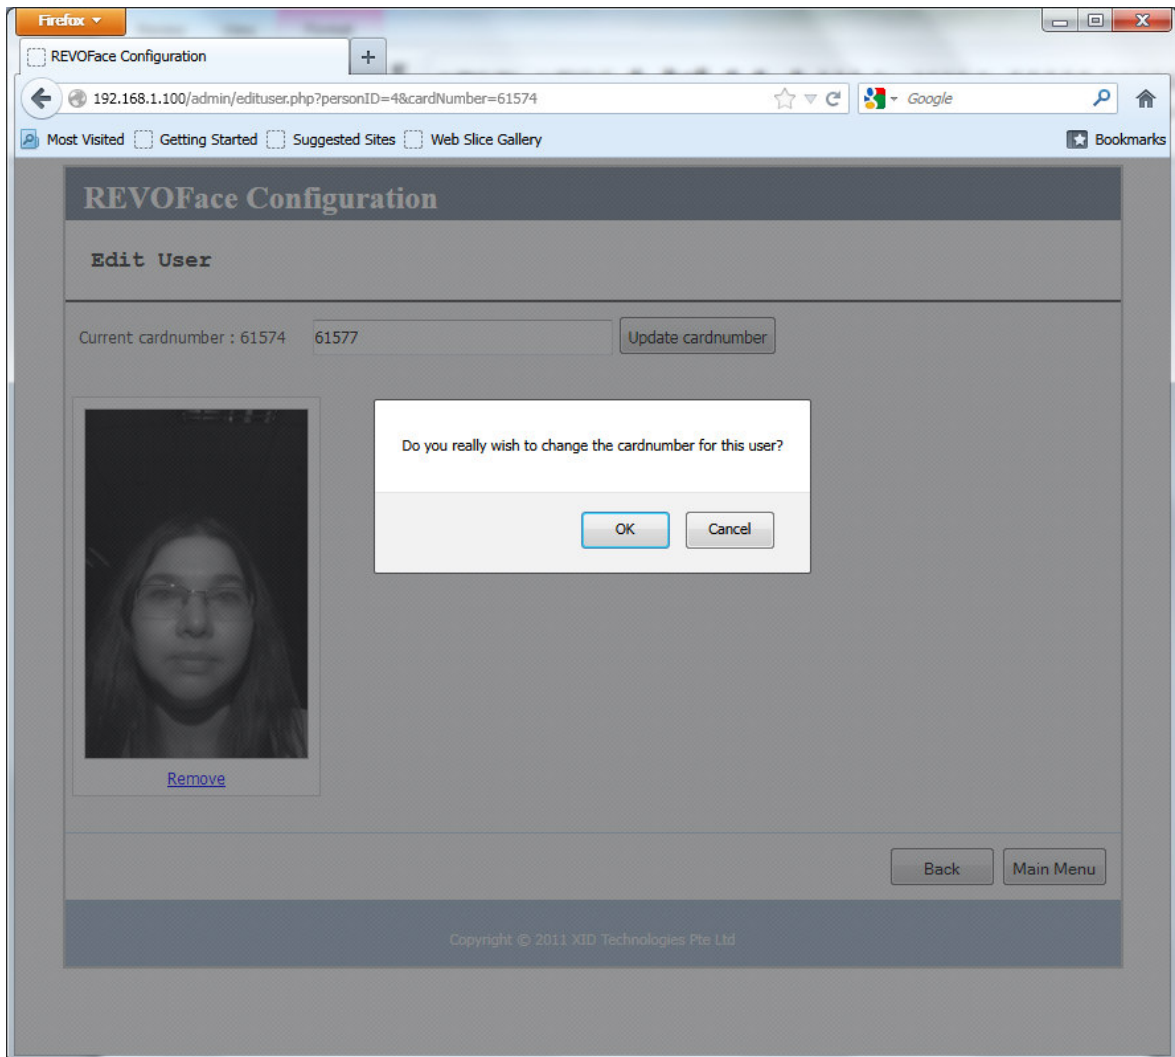 Firefox
REVOFace Configuration
+
192.168.1.100/admin/edituser.php?personID=4&cardNumber=61574
Google
Most Visited Getting Started Suggested Sites Web Slice Gallery Bookmarks
REVOFace Configuration
Edit User
Current cardnumber : 61574 61577 Update cardnumber
Do you really wish to change the cardnumber for this user?
OK Cancel
Remove
Back Main Menu
Copyright © 2011 XID Technologies Pte Ltd